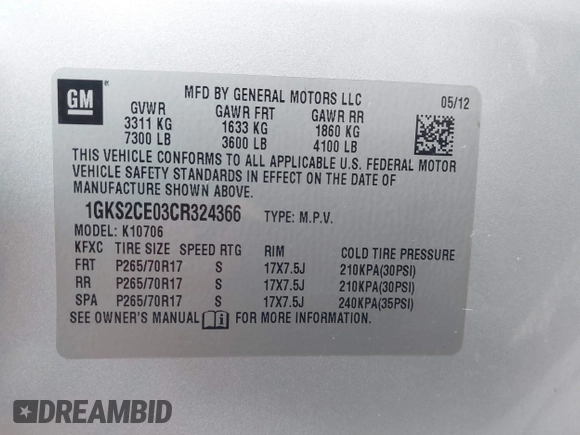 GM
MFD BY GENERAL MOTORS LLC
05/12
GVWR GAWR FRT GAWR RR
3311 KG 1633 KG 1860 KG
7300 LB 3600 LB 4100 LB
THIS VEHICLE CONFORMS TO ALL APPLICABLE U.S. FEDERAL MOTOR
VEHICLE SAFETY STANDARDS IN EFFECT ON THE DATE OF
MANUFACTURE SHOWN ABOVE.
1GKS2CE03CR324366 TYPE: M.P.V.
MODEL: K10706
KFXC TIRE SIZE SPEED RTG RIM COLD TIRE PRESSURE
FRT P265/70R17 S 17X7.5J 210KPA(30PSI)
RR P265/70R17 S 17X7.5J 210KPA(30PSI)
SPA P265/70R17 S 17X7.5J 240KPA(35PSI)
SEE OWNER'S MANUAL FOR MORE INFORMATION.
DREAMBID